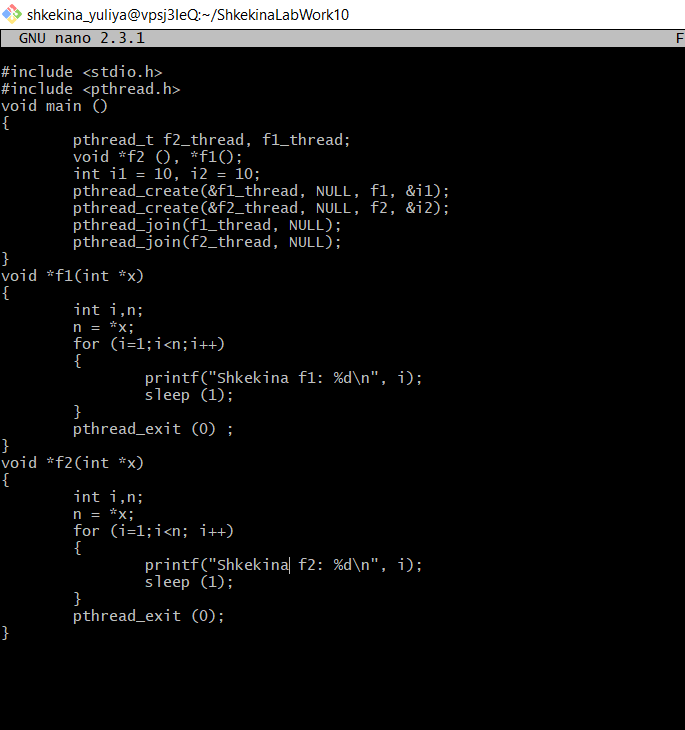 shkekina_yuliya@vpsj3IeQ:~/ShkekinaLabWork10
GNU nano 2.3.1 F
#include <stdio.h>
#include <pthread.h>
void main ()
{
        pthread_t f2_thread, f1_thread;
        void *f2 (), *f1();
        int i1 = 10, i2 = 10;
        pthread_create(&f1_thread, NULL, f1, &i1);
        pthread_create(&f2_thread, NULL, f2, &i2);
        pthread_join(f1_thread, NULL);
        pthread_join(f2_thread, NULL);
}
void *f1(int *x)
{
        int i,n;
        n = *x;
        for (i=1;i<n;i++)
        {
                printf("Shkekina f1: %d\n", i);
                sleep (1);
        }
        pthread_exit (0) ;
}
void *f2(int *x)
{
        int i,n;
        n = *x;
        for (i=1;i<n; i++)
        {
                printf("Shkekina f2: %d\n", i);
                sleep (1);
        }
        pthread_exit (0);
}